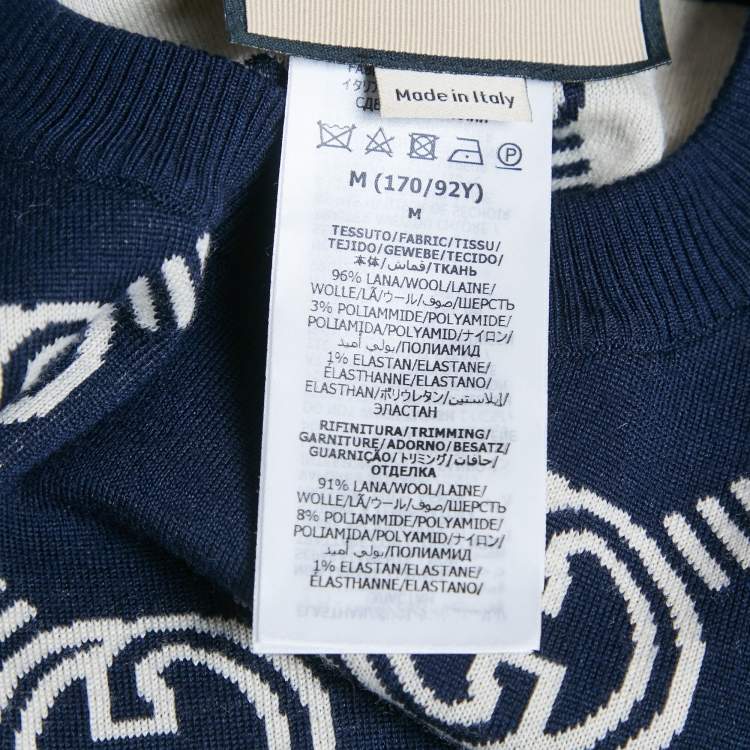 Made in Italy
M (170/92Y)
M
TESSUTO/FABRIC/TISSU/
TEJIDO/GEWEBE/TECIDO/
本体/قماش/ТКАНЬ
96% LANA/WOOL/LAINE/
WOLLE/LÃ/ウール/صوف/ШЕРСТЬ
3% POLIAMMIDE/POLYAMIDE/
POLIAMIDA/POLYAMID/ナイロン/
بولي أميد/ПОЛИАМИД
1% ELASTAN/ELASTANE/
ÉLASTHANNE/ELASTANO/
ELASTHAN/ポリウレタン/إيلاستين/
ЭЛАСТАН
RIFINITURA/TRIMMING/
GARNITURE/ADORNO/BESATZ/
GUARNIÇÃO/トリミング/حافات/
ОТДЕЛКА
91% LANA/WOOL/LAINE/
WOLLE/LÃ/ウール/صوف/ШЕРСТЬ
8% POLIAMMIDE/POLYAMIDE/
POLIAMIDA/POLYAMID/ナイロン/
بولي أميد/ПОЛИАМИД
1% ELASTAN/ELASTANE/
ÉLASTHANNE/ELASTANO/